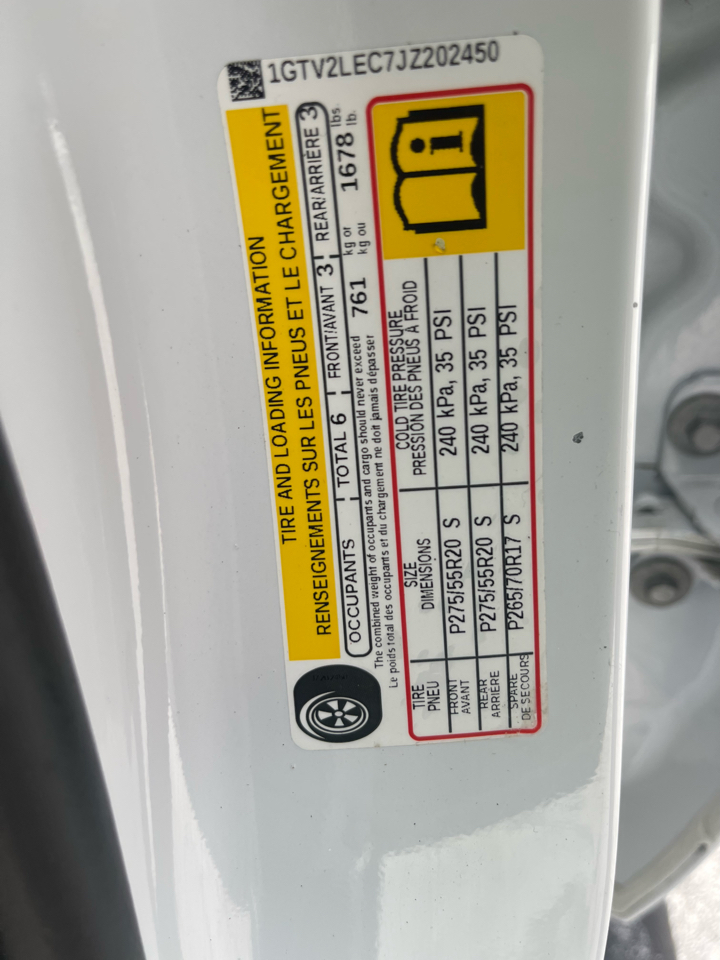 1GTV2LEC7JZ202450
TIRE AND LOADING INFORMATION
RENSEIGNEMENTS SUR LES PNEUS ET LE CHARGEMENT
OCCUPANTS TOTAL 6 FRONT/AVANT 3 REAR/ARRIÈRE 3
The combined weight of occupants and cargo should never exceed 761 kg or 1678 lbs.
Le poids total des occupants et du chargement ne doit jamais dépasser kg ou lb.
TIRE SIZE COLD TIRE PRESSURE
PNEU DIMENSIONS PRESSION DES PNEUS À FROID
FRONT
AVANT P275/55R20 S 240 kPa, 35 PSI
REAR
ARRIÈRE P275/55R20 S 240 kPa, 35 PSI
SPARE
DE SECOURS P265/70R17 S 240 kPa, 35 PSI